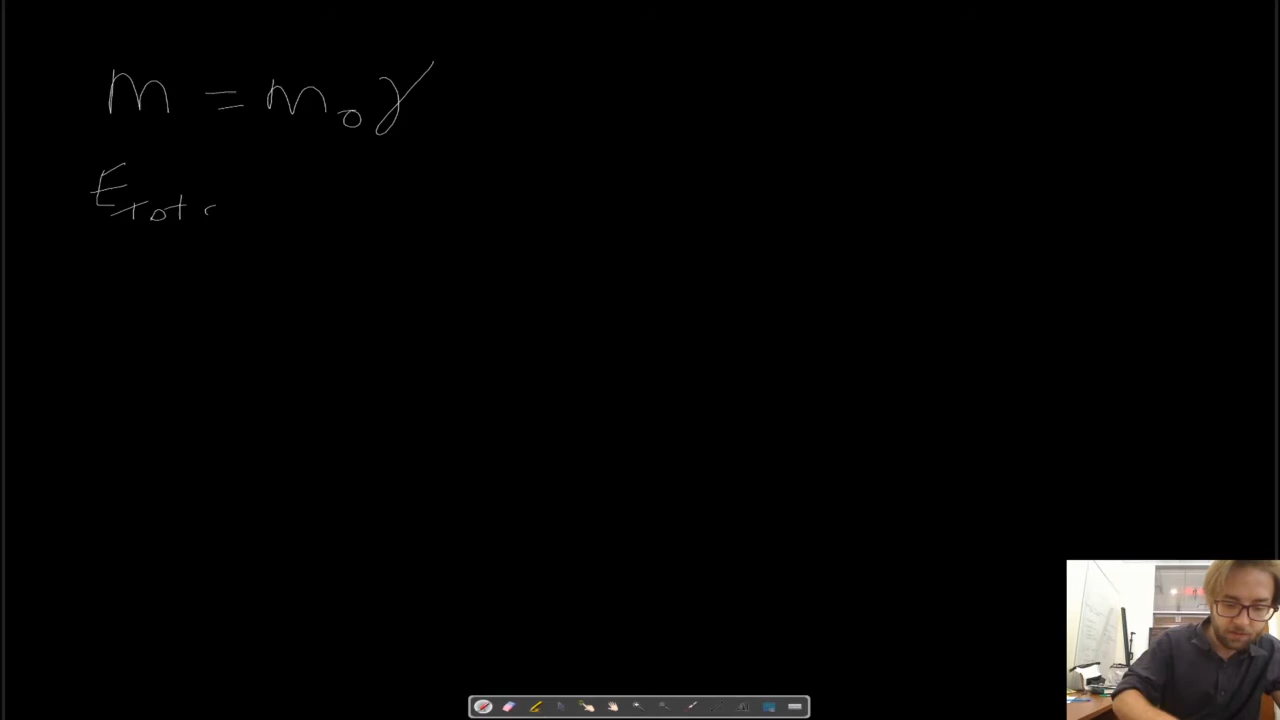 m = m₀γ
E_Tot